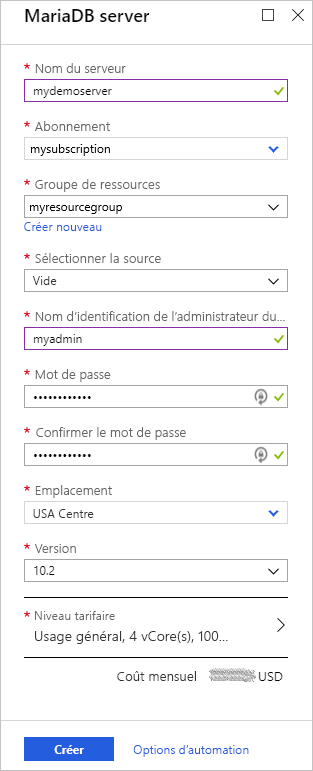 MariaDB server
* Nom du serveur
mydemoserver
* Abonnement
mysubscription
* Groupe de ressources
myresourcegroup
Créer nouveau
* Sélectionner la source
Vide
* Nom d’identification de l’administrateur du...
myadmin
* Mot de passe
••••••••••••
* Confirmer le mot de passe
••••••••••••
* Emplacement
USA Centre
* Version
10.2
* Niveau tarifaire
Usage général, 4 vCore(s), 100...
Coût mensuel USD
Créer Options d’automation